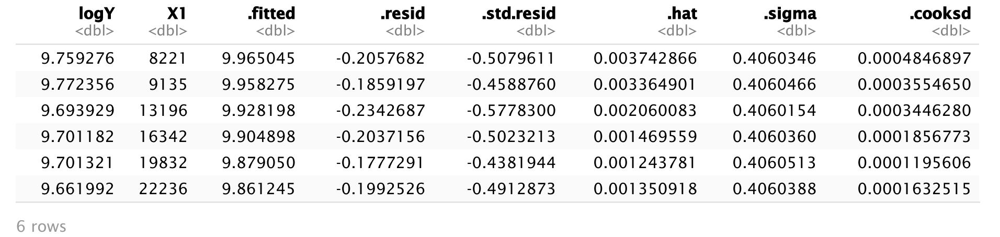 logY X1 .fitted .resid .std.resid .hat .sigma .cooksd
<dbl> <dbl> <dbl> <dbl> <dbl> <dbl> <dbl> <dbl>
9.759276 8221 9.965045 -0.2057682 -0.5079611 0.003742866 0.4060346 0.0004846897
9.772356 9135 9.958275 -0.1859197 -0.4588760 0.003364901 0.4060466 0.0003554650
9.693929 13196 9.928198 -0.2342687 -0.5778300 0.002060083 0.4060154 0.0003446280
9.701182 16342 9.904898 -0.2037156 -0.5023213 0.001469559 0.4060360 0.0001856773
9.701321 19832 9.879050 -0.1777291 -0.4381944 0.001243781 0.4060513 0.0001195606
9.661992 22236 9.861245 -0.1992526 -0.4912873 0.001350918 0.4060388 0.0001632515
6 rows